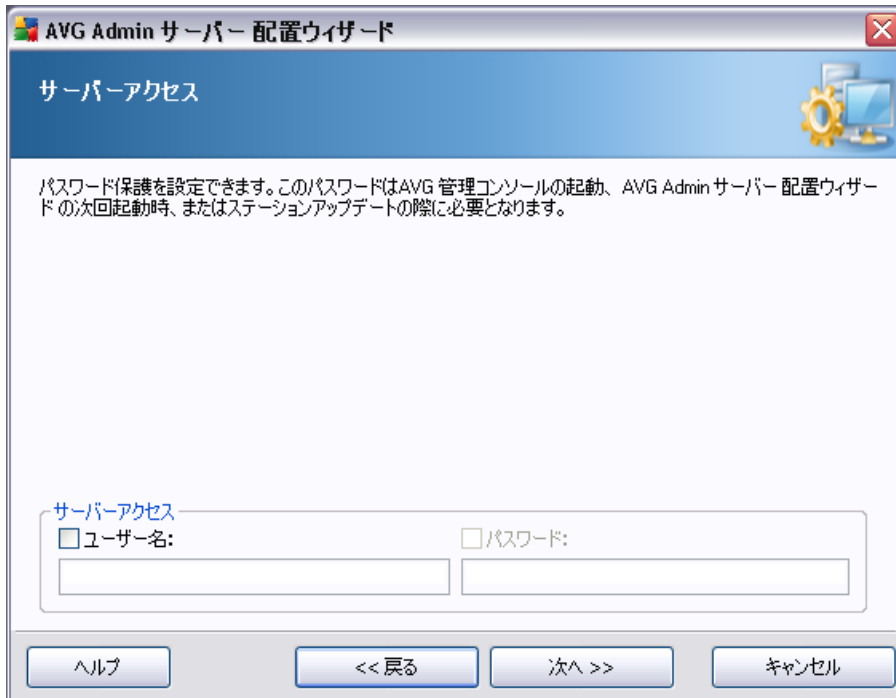 AVG Admin サーバー 配置ウィザード
サーバーアクセス
パスワード保護を設定できます。このパスワードはAVG 管理コンソールの起動、AVG Admin サーバー 配置ウィザー
ド の次回起動時、またはステーションアップデートの際に必要となります。
サーバーアクセス
ユーザー名:
パスワード:
ヘルプ
<< 戻る
次へ >>
キャンセル